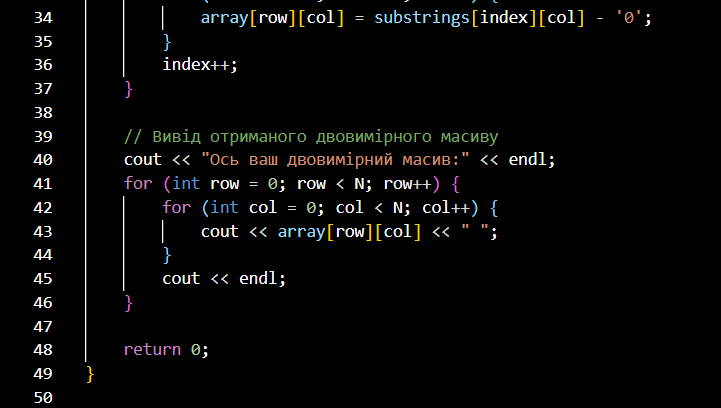 34 array[row][col] = substrings[index][col] - '0';
35 }
36 index++;
37 }
38
39 // Вивід отриманого двовимірного масиву
40 cout << "Ось ваш двовимірний масив:" << endl;
41 for (int row = 0; row < N; row++) {
42 for (int col = 0; col < N; col++) {
43 cout << array[row][col] << " ";
44 }
45 cout << endl;
46 }
47
48 return 0;
49 }
50